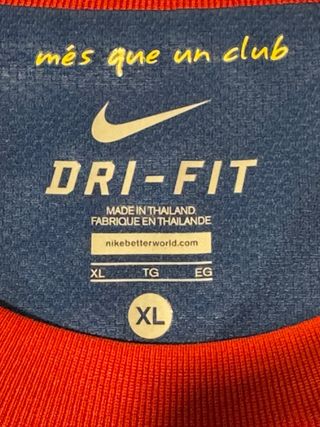 més que un club
DRI-FIT
MADE IN THAILAND
FABRIQUE EN THAILANDE
nikebetterworld.com
XL TG EG
XL